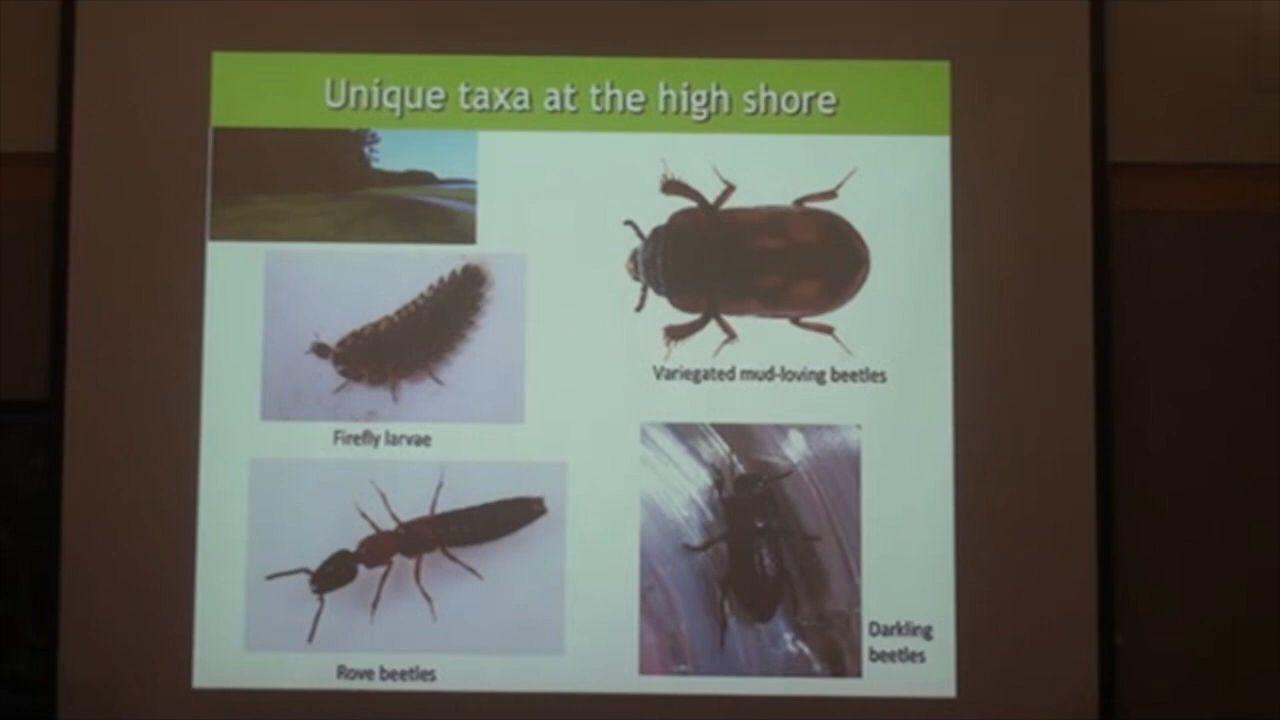 Unique taxa at the high shore
Variegated mud-loving beetles
Firefly larvae
Rove beetles
Darkling
beetles